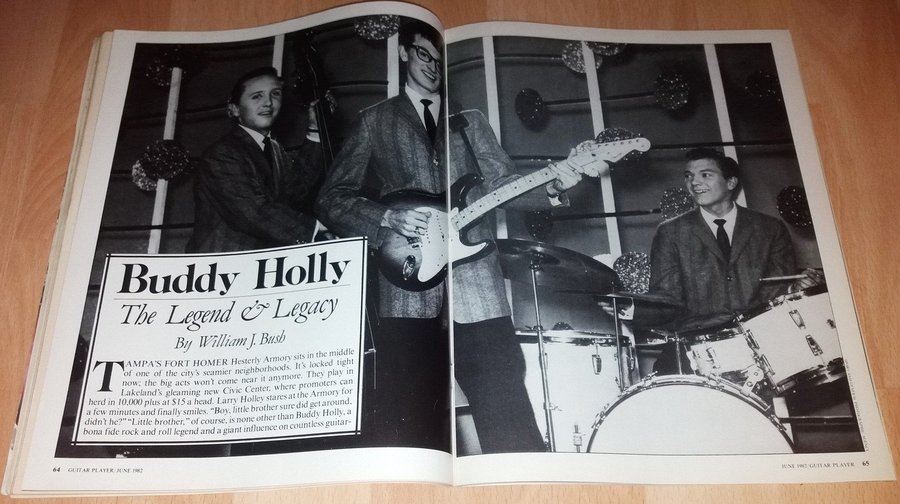 Buddy Holly
The Legend & Legacy
By William J. Bush
TAMPA'S FORT HOMER Hesterly Armory sits in the middle
of one of the city's seamier neighborhoods. It's locked tight
now; the big acts won't come near it anymore. They play in
Lakeland's gleaming new Civic Center, where promoters can
herd in 10,000 plus at $15 a head. Larry Holley stares at the Armory for
a few minutes and finally smiles. "Boy, little brother sure did get around,
didn't he?" "Little brother," of course, is none other than Buddy Holly, a
bona fide rock and roll legend and a giant influence on countless guitar-
64 GUITAR PLAYER/JUNE 1982
JUNE 1982/GUITAR PLAYER 65